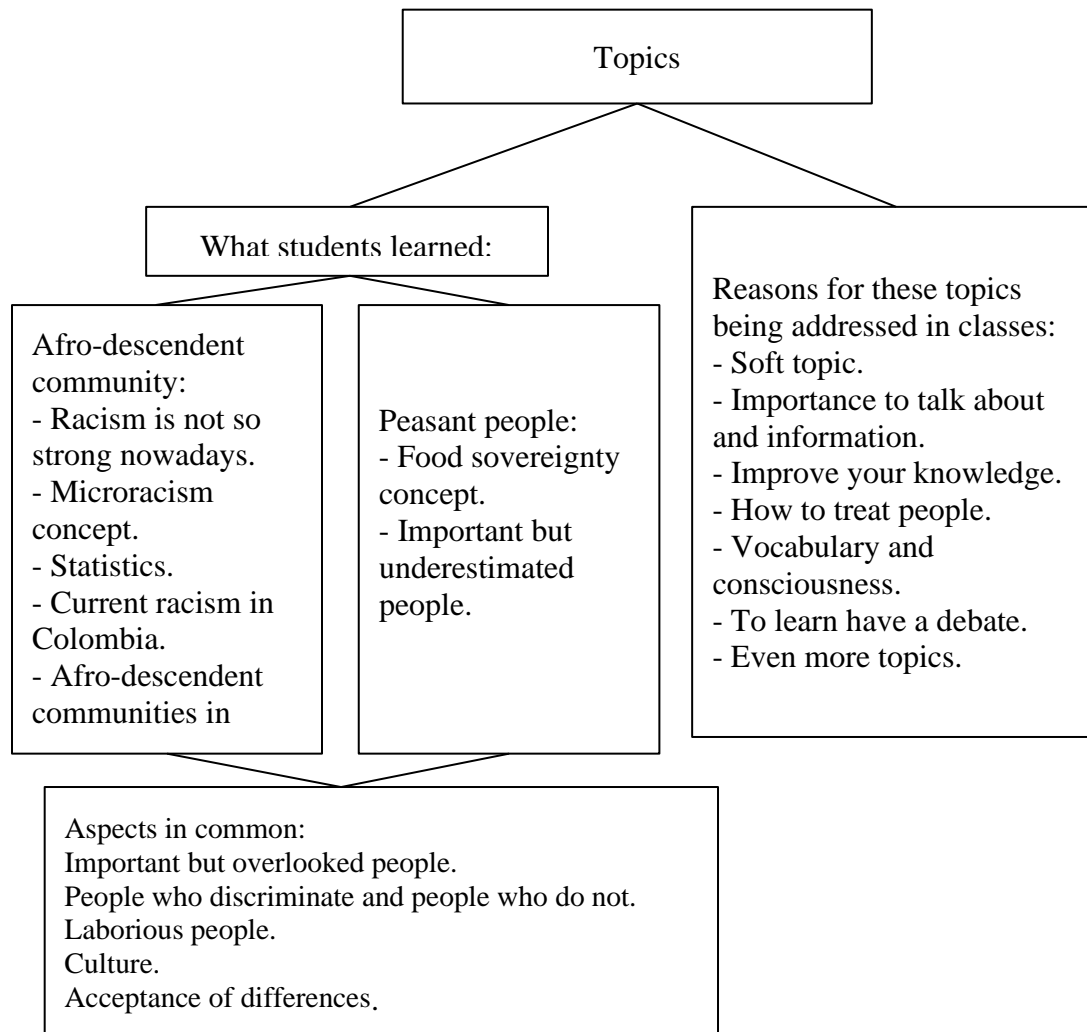 Topics
What students learned:
Afro-descendent
community:
- Racism is not so
strong nowadays.
- Microracism
concept.
- Statistics.
- Current racism in
Colombia.
- Afro-descendent
communities in
Peasant people:
- Food sovereignty
concept.
- Important but
underestimated
people.
Reasons for these topics
being addressed in classes:
- Soft topic.
- Importance to talk about
and information.
- Improve your knowledge.
- How to treat people.
- Vocabulary and
consciousness.
- To learn have a debate.
- Even more topics.
Aspects in common:
Important but overlooked people.
People who discriminate and people who do not.
Laborious people.
Culture.
Acceptance of differences.